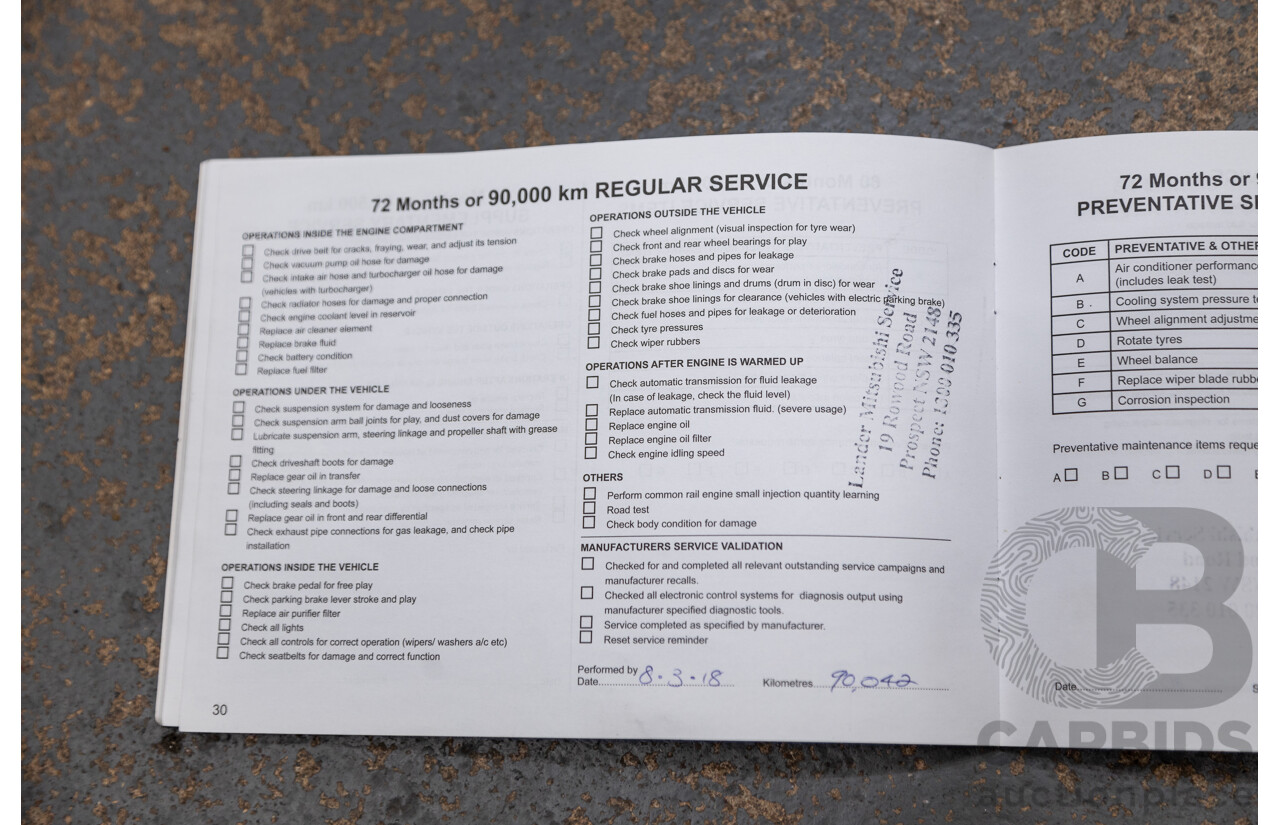 72 Months or 90,000 km REGULAR SERVICE
OPERATIONS INSIDE THE ENGINE COMPARTMENT
Check drive belt for cracks, fraying, wear, and adjust its tension
Check vacuum pump oil hose for damage
Check intake air hose and turbocharger oil hose for damage
(vehicles with turbocharger)
Check radiator hoses for damage and proper connection
Check engine coolant level in reservoir
Replace air cleaner element
Replace brake fluid
Check battery condition
Replace fuel filter
OPERATIONS UNDER THE VEHICLE
Check suspension system for damage and looseness
Check suspension arm ball joints for play, and dust covers for damage
Lubricate suspension arm, steering linkage and propeller shaft with grease
fitting
Check driveshaft boots for damage
Replace gear oil in transfer
Check steering linkage for damage and loose connections
(including seals and boots)
Replace gear oil in front and rear differential
Check exhaust pipe connections for gas leakage, and check pipe
installation
OPERATIONS INSIDE THE VEHICLE
Check brake pedal for free play
Check parking brake lever stroke and play
Replace air purifier filter
Check all lights
Check all controls for correct operation (wipers/ washers a/c etc)
Check seatbelts for damage and correct function
30
OPERATIONS OUTSIDE THE VEHICLE
Check wheel alignment (visual inspection for tyre wear)
Check front and rear wheel bearings for play
Check brake hoses and pipes for leakage
Check brake pads and discs for wear
Check brake shoe linings and drums (drum in disc) for wear
Check brake shoe linings for clearance (vehicles with electric parking brake)
Check fuel hoses and pipes for leakage or deterioration
Check tyre pressures
Check wiper rubbers
OPERATIONS AFTER ENGINE IS WARMED UP
Check automatic transmission for fluid leakage
(In case of leakage, check the fluid level)
Replace automatic transmission fluid. (severe usage)
Replace engine oil
Replace engine oil filter
Check engine idling speed
OTHERS
Perform common rail engine small injection quantity learning
Road test
Check body condition for damage
MANUFACTURERS SERVICE VALIDATION
Checked for and completed all relevant outstanding service campaigns and
manufacturer recalls.
Checked all electronic control systems for diagnosis output using
manufacturer specified diagnostic tools.
Service completed as specified by manufacturer.
Reset service reminder
Performed by
Date 8.3.18 Kilometres 90,042
Lander Mitsubishi Service
19 Rowood Road
Prospect NSW 2148
Phone: 1300 010 335
72 Months or
PREVENTATIVE
CODE PREVENTATIVE & OTHER
A Air conditioner performance
(includes leak test)
B Cooling system pressure
C Wheel alignment
D Rotate tyres
E Wheel balance
F Replace wiper blade
G Corrosion inspection
Preventative maintenance items
A B C D
Date
CB
CARBIDS
auctionplace